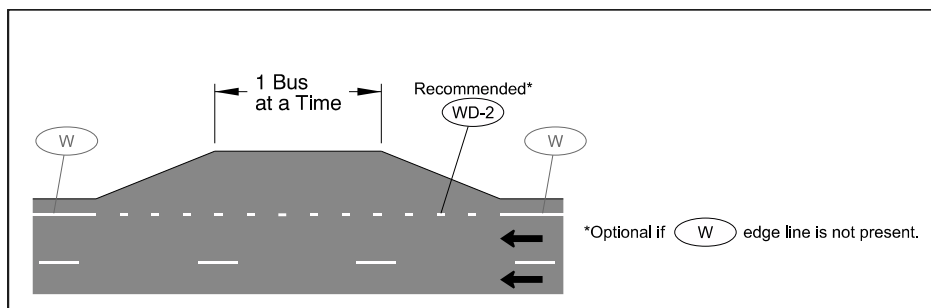 1 Bus
at a Time
Recommended*
WD-2
W
W
*Optional if W edge line is not present.